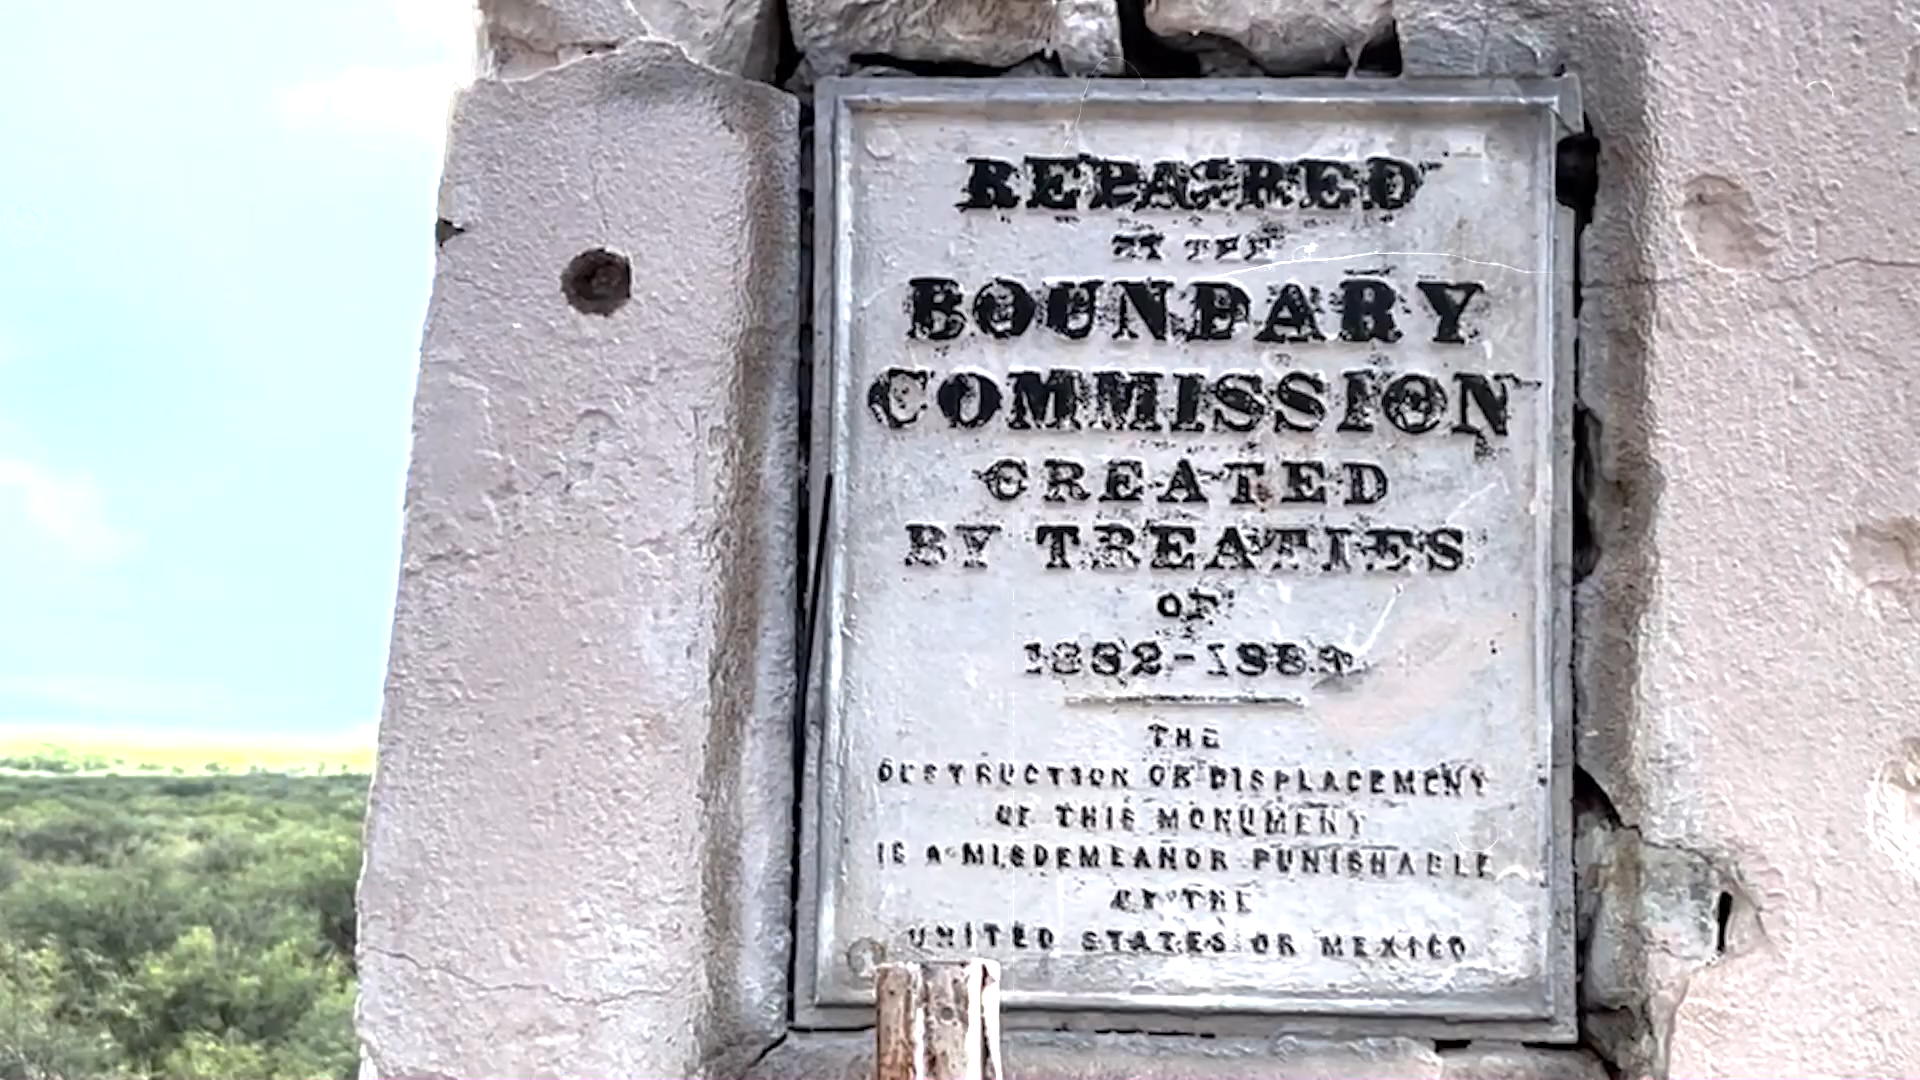 REPAIRED
BY THE
BOUNDARY
COMMISSION
CREATED
BY TREATIES
OF
1882-1889
THE
DESTRUCTION OR DISPLACEMENT
OF THIS MONUMENT
IS A MISDEMEANOR PUNISHABLE
BY THE
UNITED STATES OR MEXICO